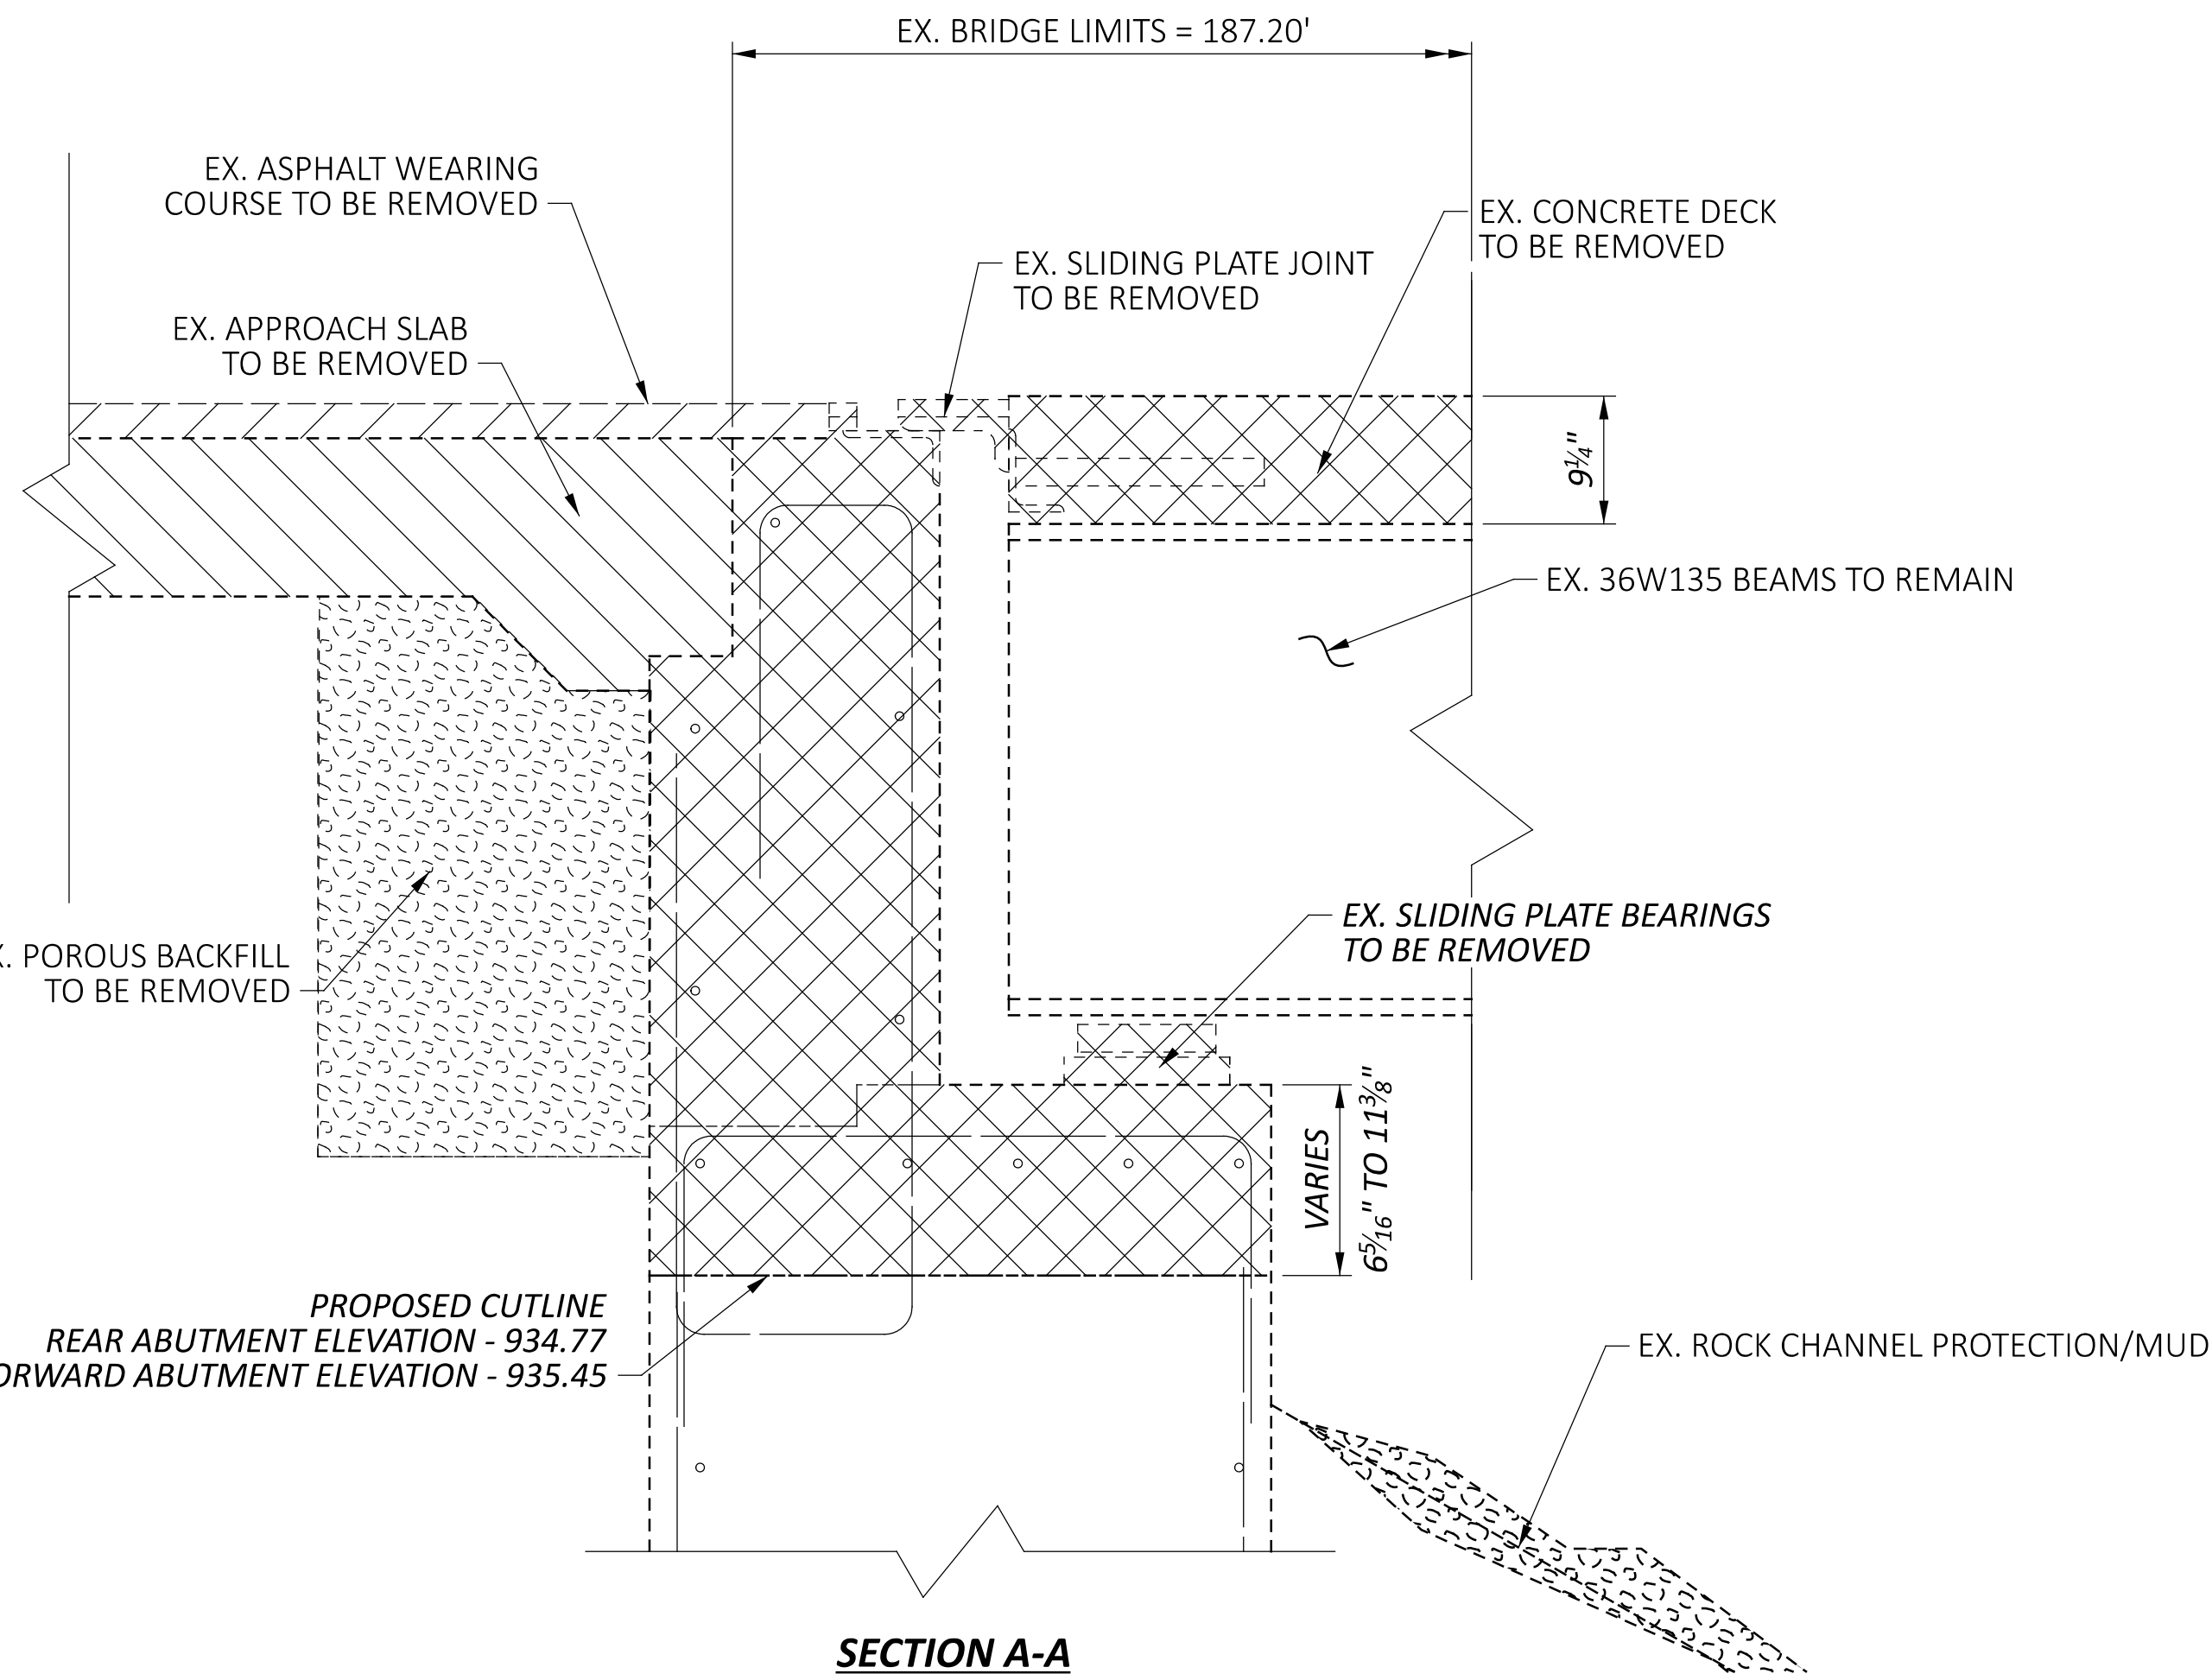 EX. BRIDGE LIMITS = 187.20'
EX. ASPHALT WEARING
COURSE TO BE REMOVED
EX. CONCRETE DECK
TO BE REMOVED
EX. SLIDING PLATE JOINT
TO BE REMOVED
EX. APPROACH SLAB
TO BE REMOVED
9¼"
EX. 36W135 BEAMS TO REMAIN
EX. SLIDING PLATE BEARINGS
TO BE REMOVED
X. POROUS BACKFILL
TO BE REMOVED
VARIES
6⁵⁄₁₆" TO 11⅜"
PROPOSED CUTLINE
REAR ABUTMENT ELEVATION - 934.77
ORWARD ABUTMENT ELEVATION - 935.45
EX. ROCK CHANNEL PROTECTION/MUD
SECTION A-A